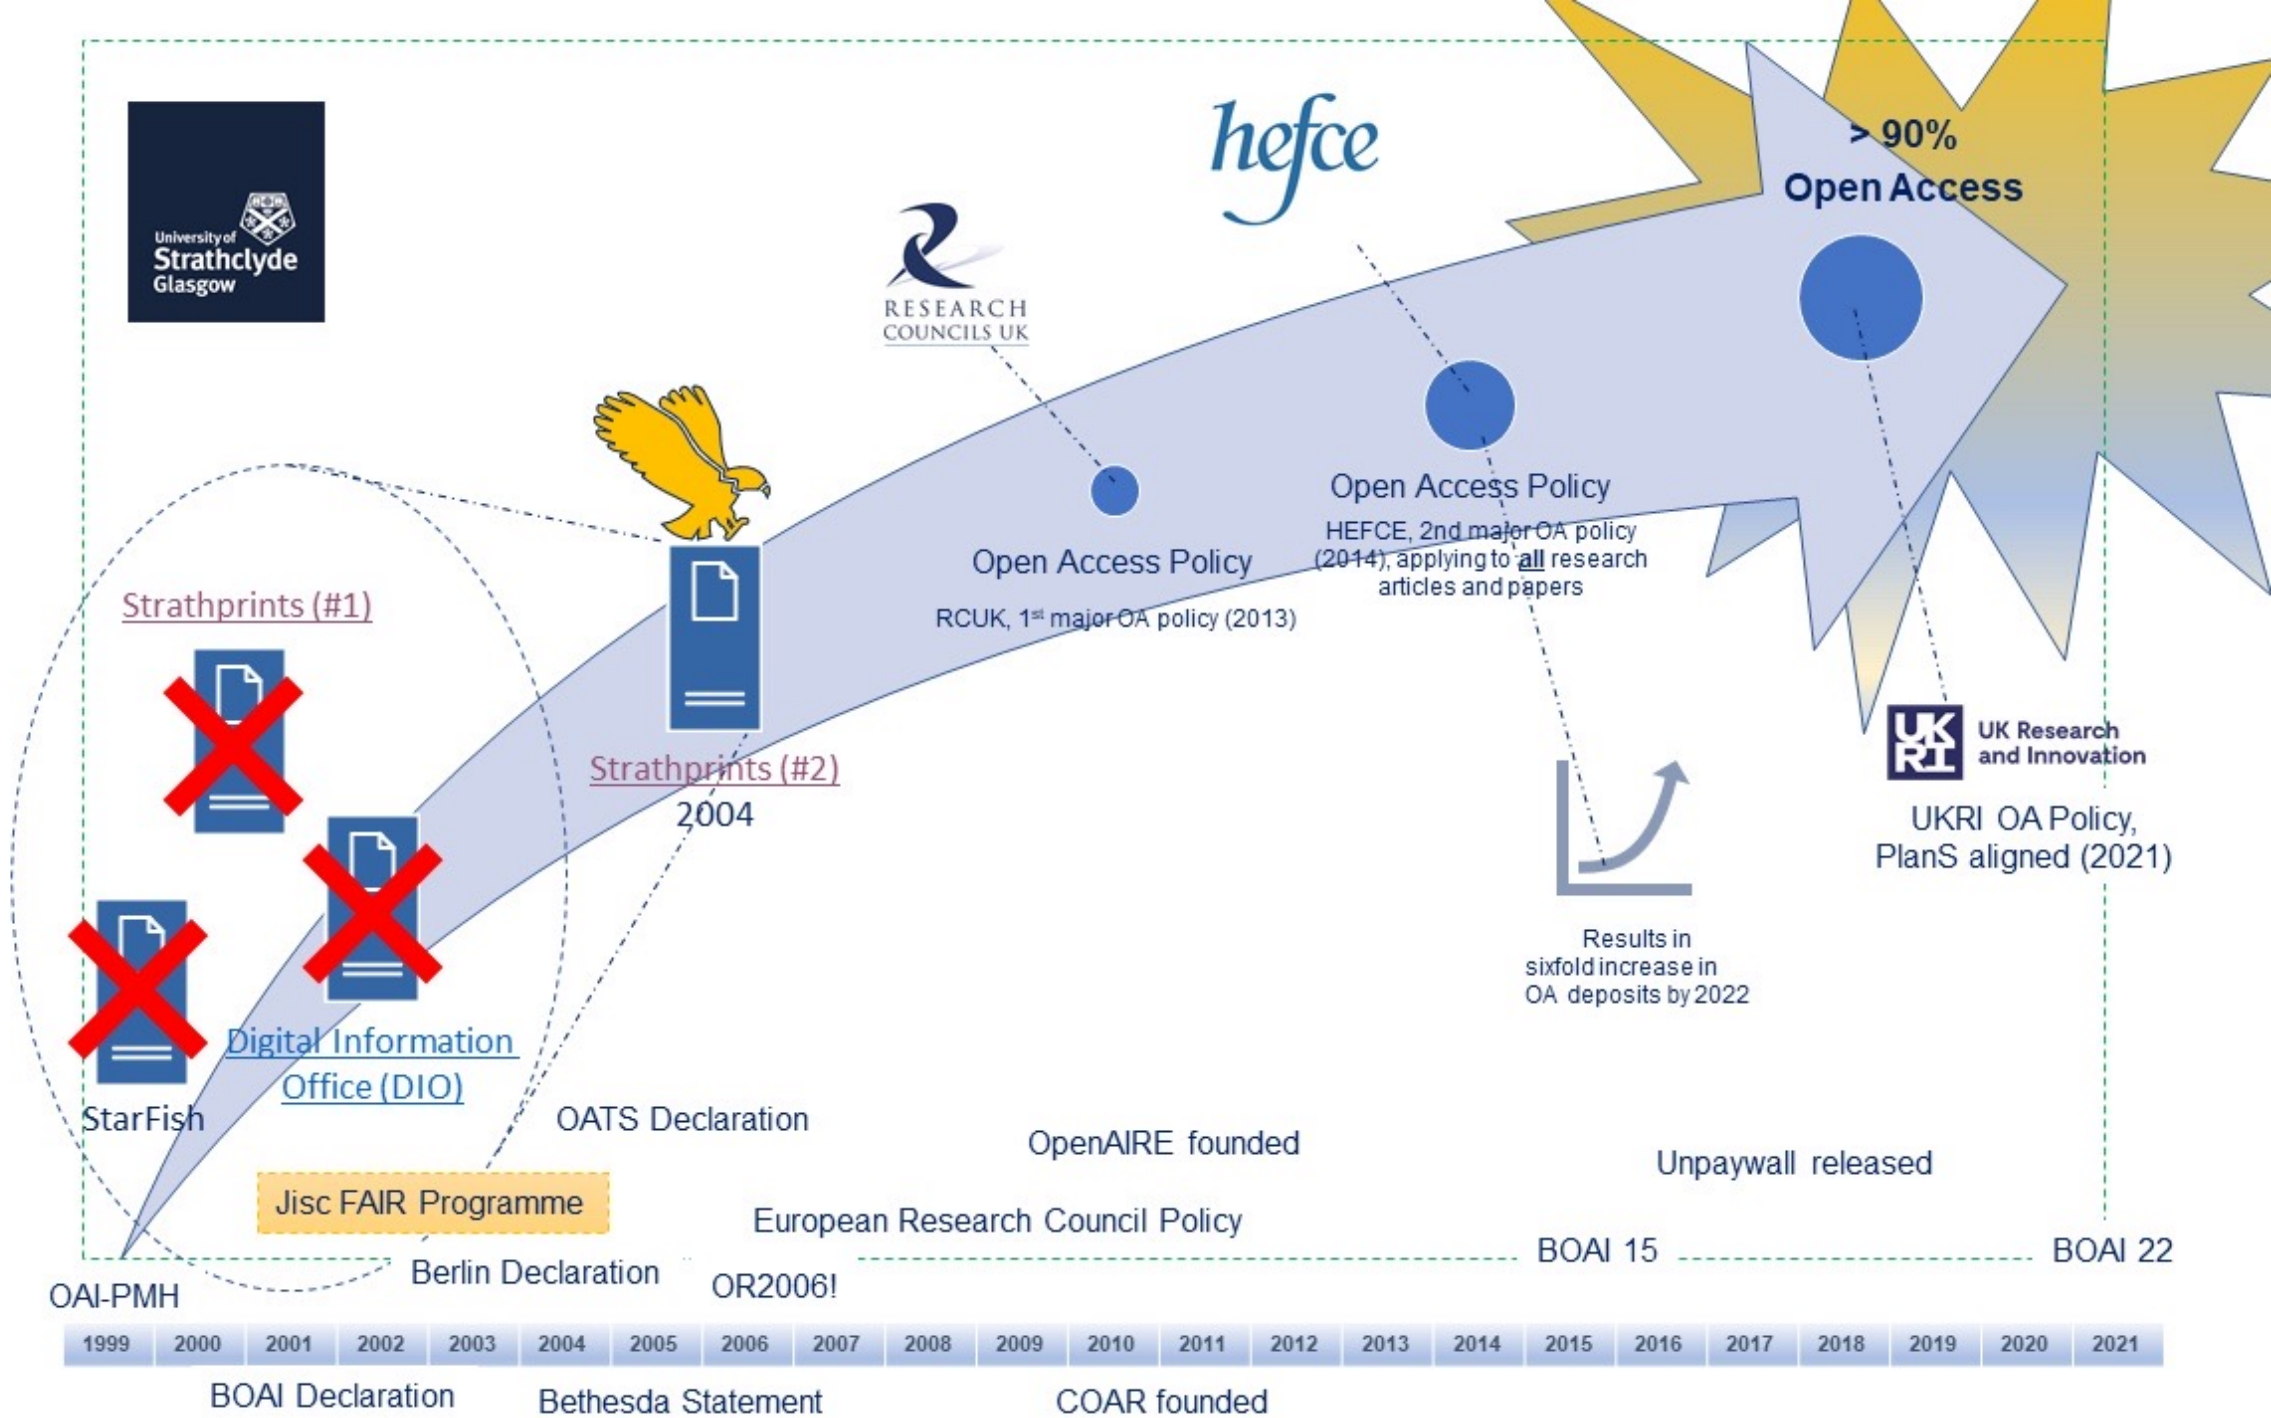 hefce
> 90%
Open Access
University of
Strathclyde
Glasgow
RESEARCH
COUNCILS UK
Open Access Policy
HEFCE, 2nd major OA policy
(2014), applying to all research
articles and papers
Open Access Policy
RCUK, 1st major OA policy (2013)
Strathprints (#1)
Strathprints (#2)
2004
UK
RI
UK Research
and Innovation
UKRI OA Policy,
PlanS aligned (2021)
Results in
sixfold increase in
OA deposits by 2022
Digital Information
Office (DIO)
StarFish
OATS Declaration
OpenAIRE founded
Unpaywall released
Jisc FAIR Programme
European Research Council Policy
BOAI 15
BOAI 22
Berlin Declaration
OR2006!
OAI-PMH
1999 2000 2001 2002 2003 2004 2005 2006 2007 2008 2009 2010 2011 2012 2013 2014 2015 2016 2017 2018 2019 2020 2021
BOAI Declaration
Bethesda Statement
COAR founded